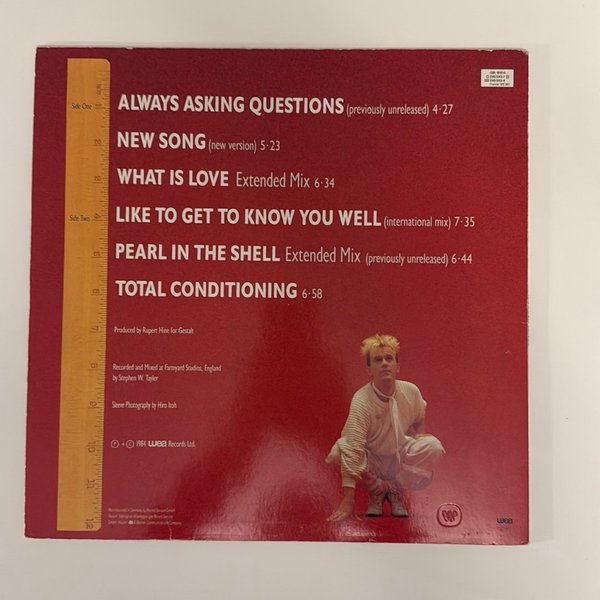 Side One
ALWAYS ASKING QUESTIONS (previously unreleased) 4·27
NEW SONG (new version) 5·23
WHAT IS LOVE Extended Mix 6·34
Side Two
LIKE TO GET TO KNOW YOU WELL (international mix) 7·35
PEARL IN THE SHELL Extended Mix (previously unreleased) 6·44
TOTAL CONDITIONING 6·58
Produced by Rupert Hine for Gestalt
Recorded and Mixed at Farmyard Studios, England
by Stephen W. Taylor
Sleeve Photography by Hiro Itoh
℗ + © 1984 wea Records Ltd.
POP
wea